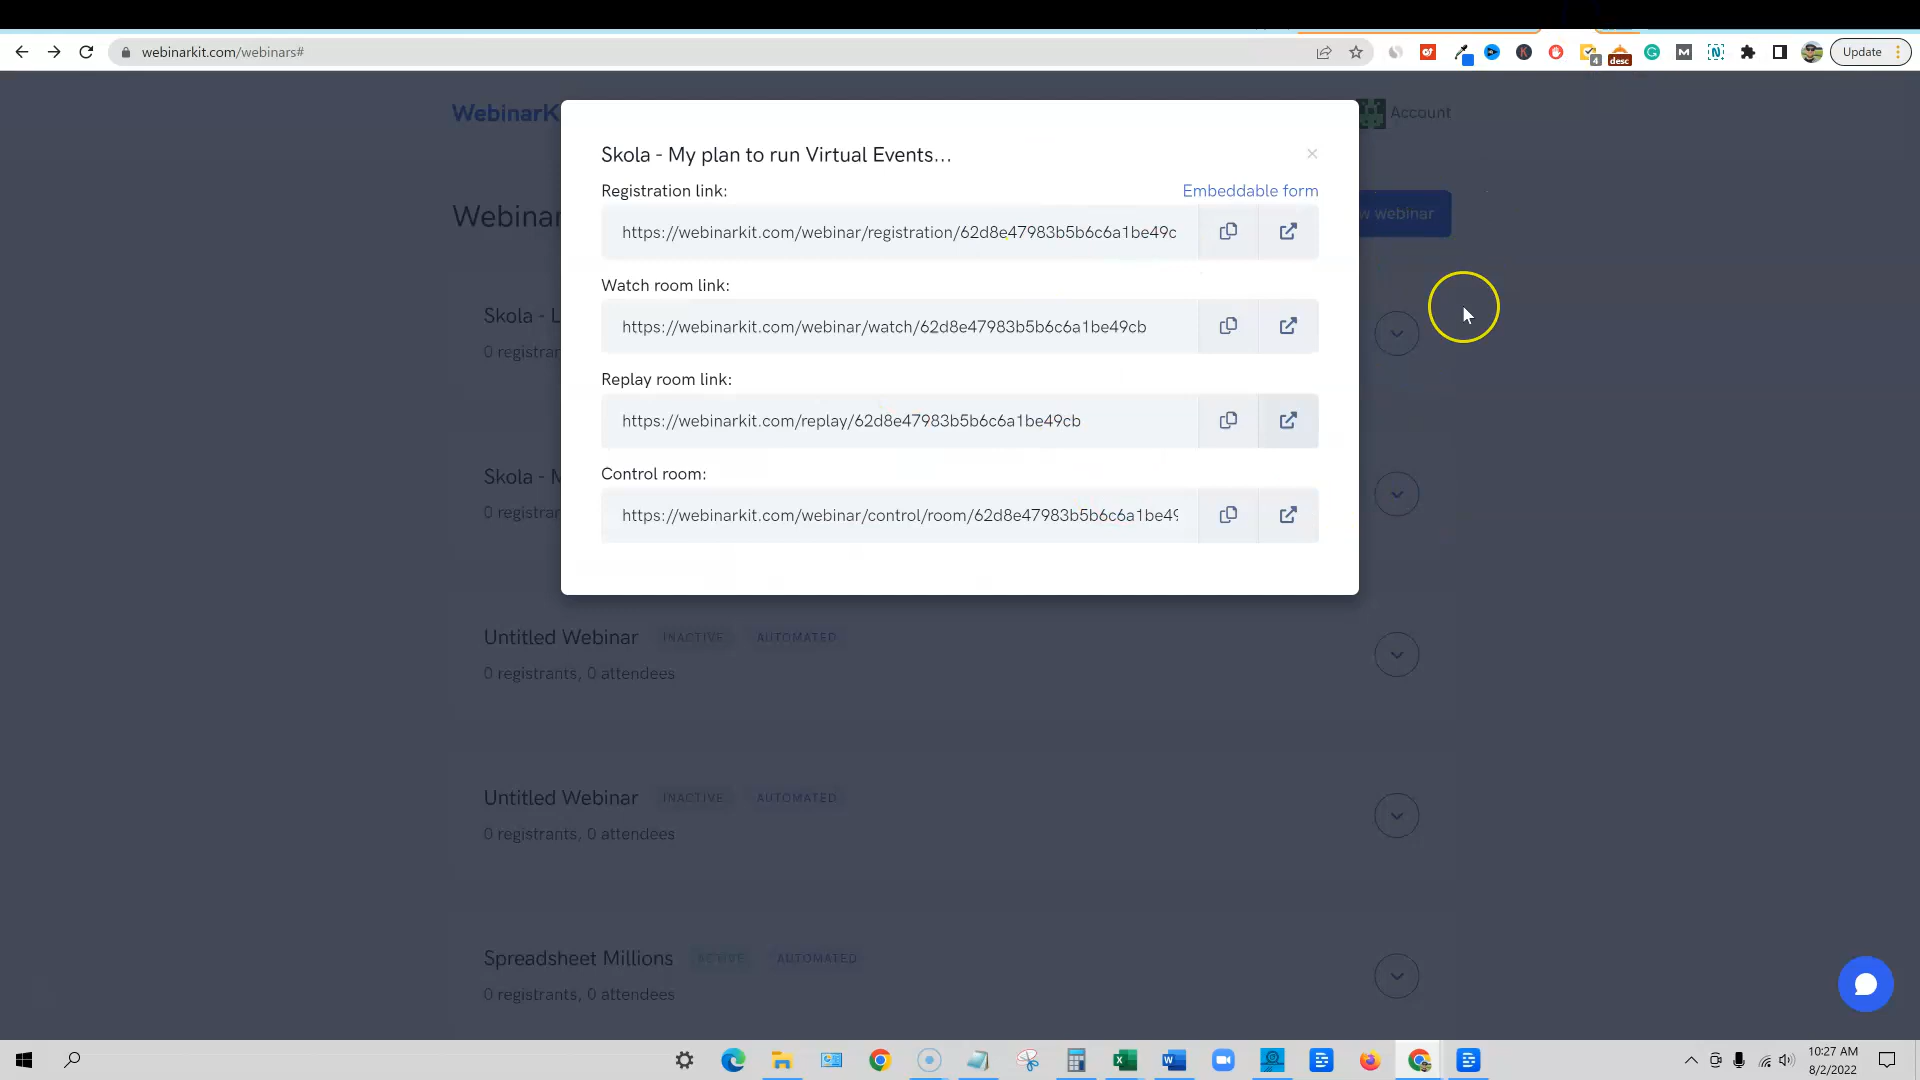 webinarkit.com/webinars#
4
desc
Update
WebinarK
Account
Skola - My plan to run Virtual Events...
Registration link:
Embeddable form
Webinar
w webinar
https://webinarkit.com/webinar/registration/62d8e47983b5b6c6a1be49c
Watch room link:
Skola - L
https://webinarkit.com/webinar/watch/62d8e47983b5b6c6a1be49cb
0 registrar
Replay room link:
https://webinarkit.com/replay/62d8e47983b5b6c6a1be49cb
Skola - M
Control room:
0 registrar
https://webinarkit.com/webinar/control/room/62d8e47983b5b6c6a1be49
Untitled Webinar INACTIVE AUTOMATED
0 registrants, 0 attendees
Untitled Webinar INACTIVE AUTOMATED
0 registrants, 0 attendees
Spreadsheet Millions ACTIVE AUTOMATED
0 registrants, 0 attendees
10:27 AM
8/2/2022